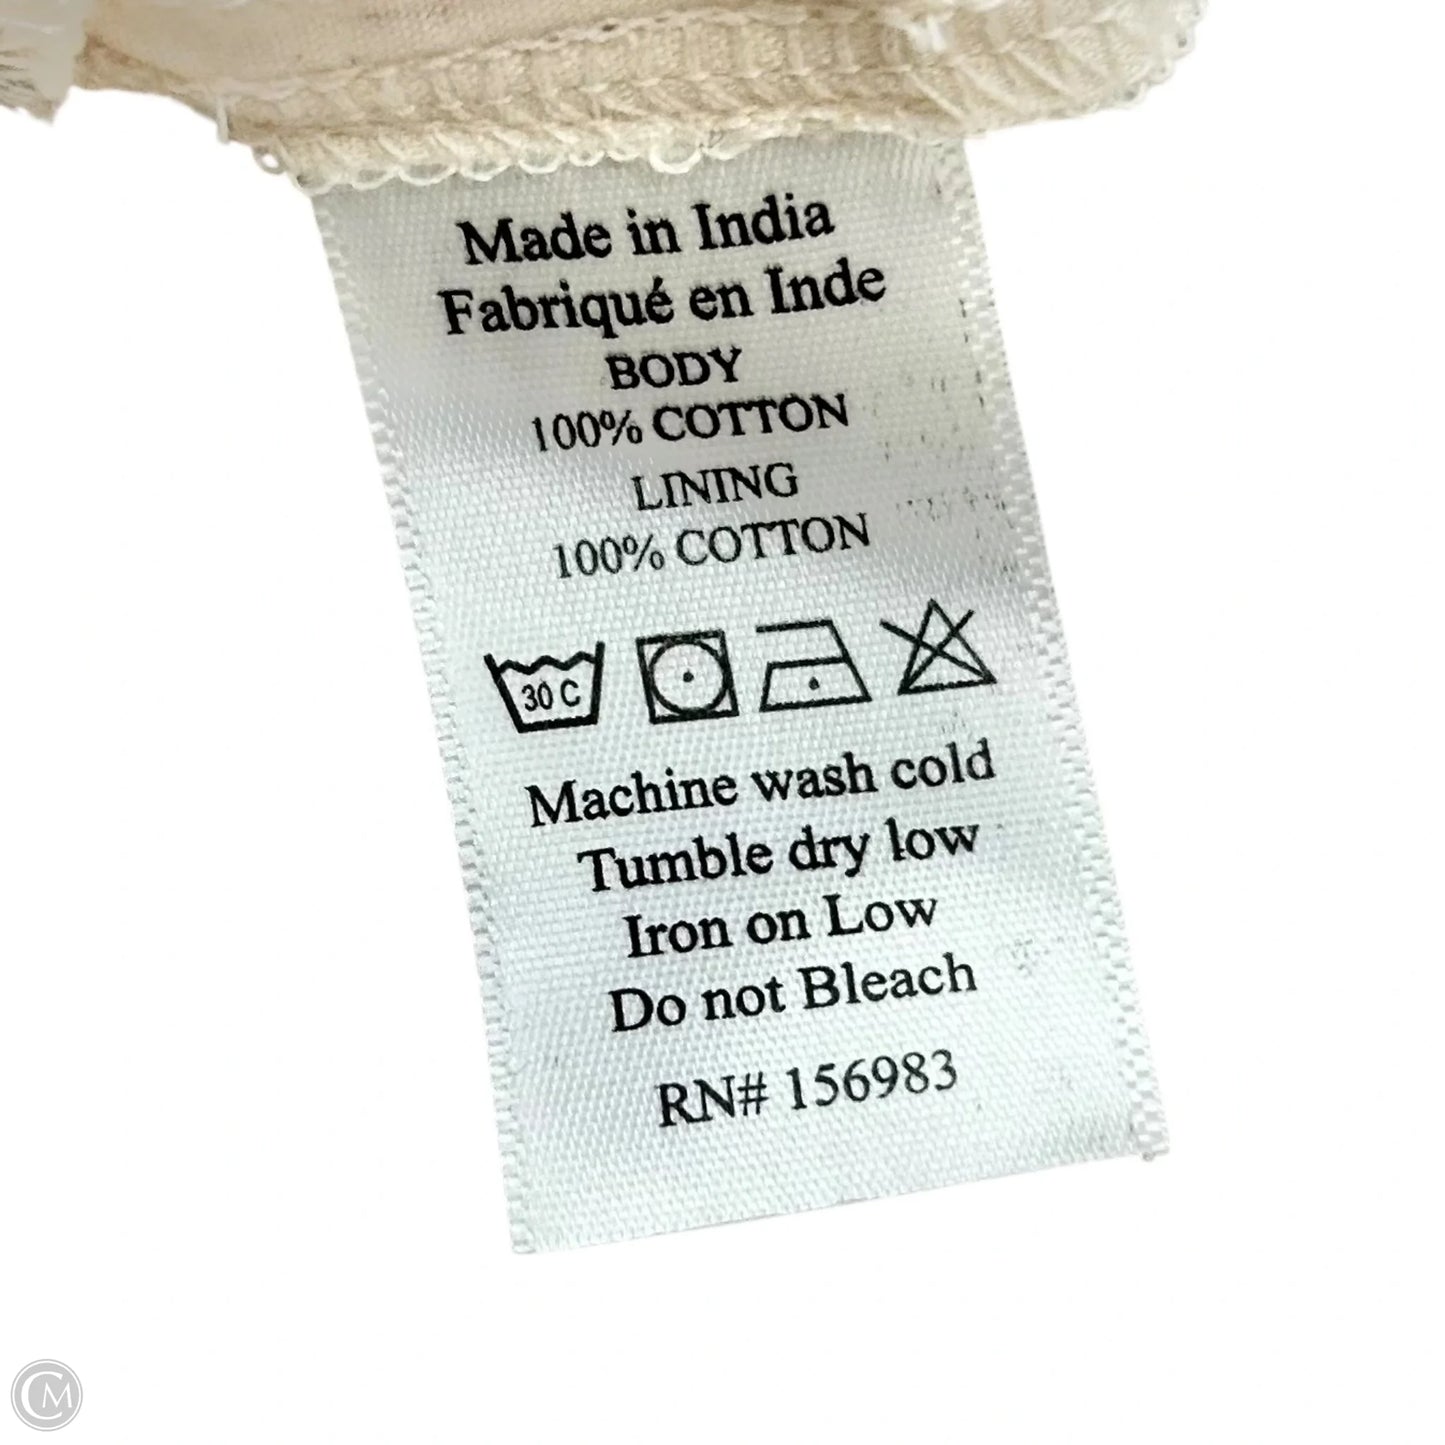 Made in India
Fabriqué en Inde
BODY
100% COTTON
LINING
100% COTTON
30 C
Machine wash cold
Tumble dry low
Iron on Low
Do not Bleach
RN# 156983
CM